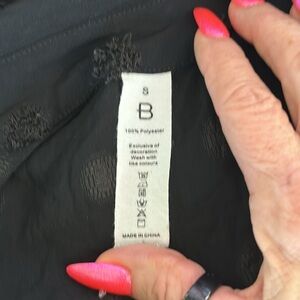 S
B
100% Polyester
Exclusive of
decoration
Wash with
like colours
MADE IN CHINA